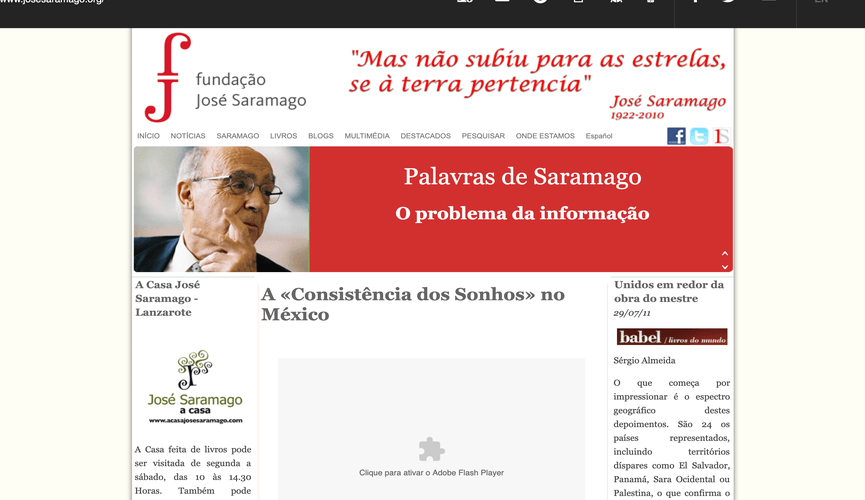 www.josesaramago.org/
fundação
José Saramago
"Mas não subiu para as estrelas,
se à terra pertencia"
José Saramago
1922-2010
INÍCIO NOTÍCIAS SARAMAGO LIVROS BLOGS MULTIMÉDIA DESTACADOS PESQUISAR ONDE ESTAMOS Español
Palavras de Saramago
O problema da informação
A Casa José
Saramago -
Lanzarote
José Saramago
a casa
www.acasajosesaramago.com
A Casa feita de livros pode
ser visitada de segunda a
sábado, das 10 às 14.30
Horas. Também pode
A «Consistência dos Sonhos» no
México
Clique para ativar o Adobe Flash Player
Unidos em redor da
obra do mestre
29/07/11
babel / livros do mundo
Sérgio Almeida
O que começa por
impressionar é o espectro
geográfico destes
depoimentos. São 24 os
países representados,
incluindo territórios
díspares como El Salvador,
Panamá, Sara Ocidental ou
Palestina, o que confirma o